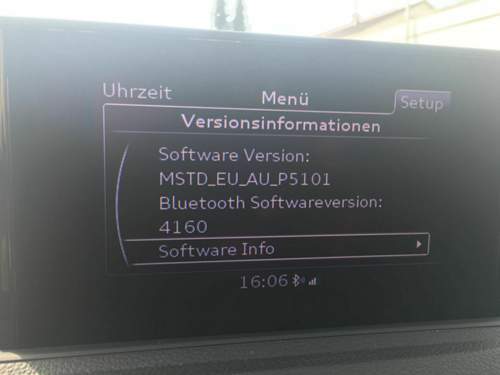 Uhrzeit Menü Setup
Versionsinformationen
Software Version:
MSTD_EU_AU_P5101
Bluetooth Softwareversion:
4160
Software Info
16:06